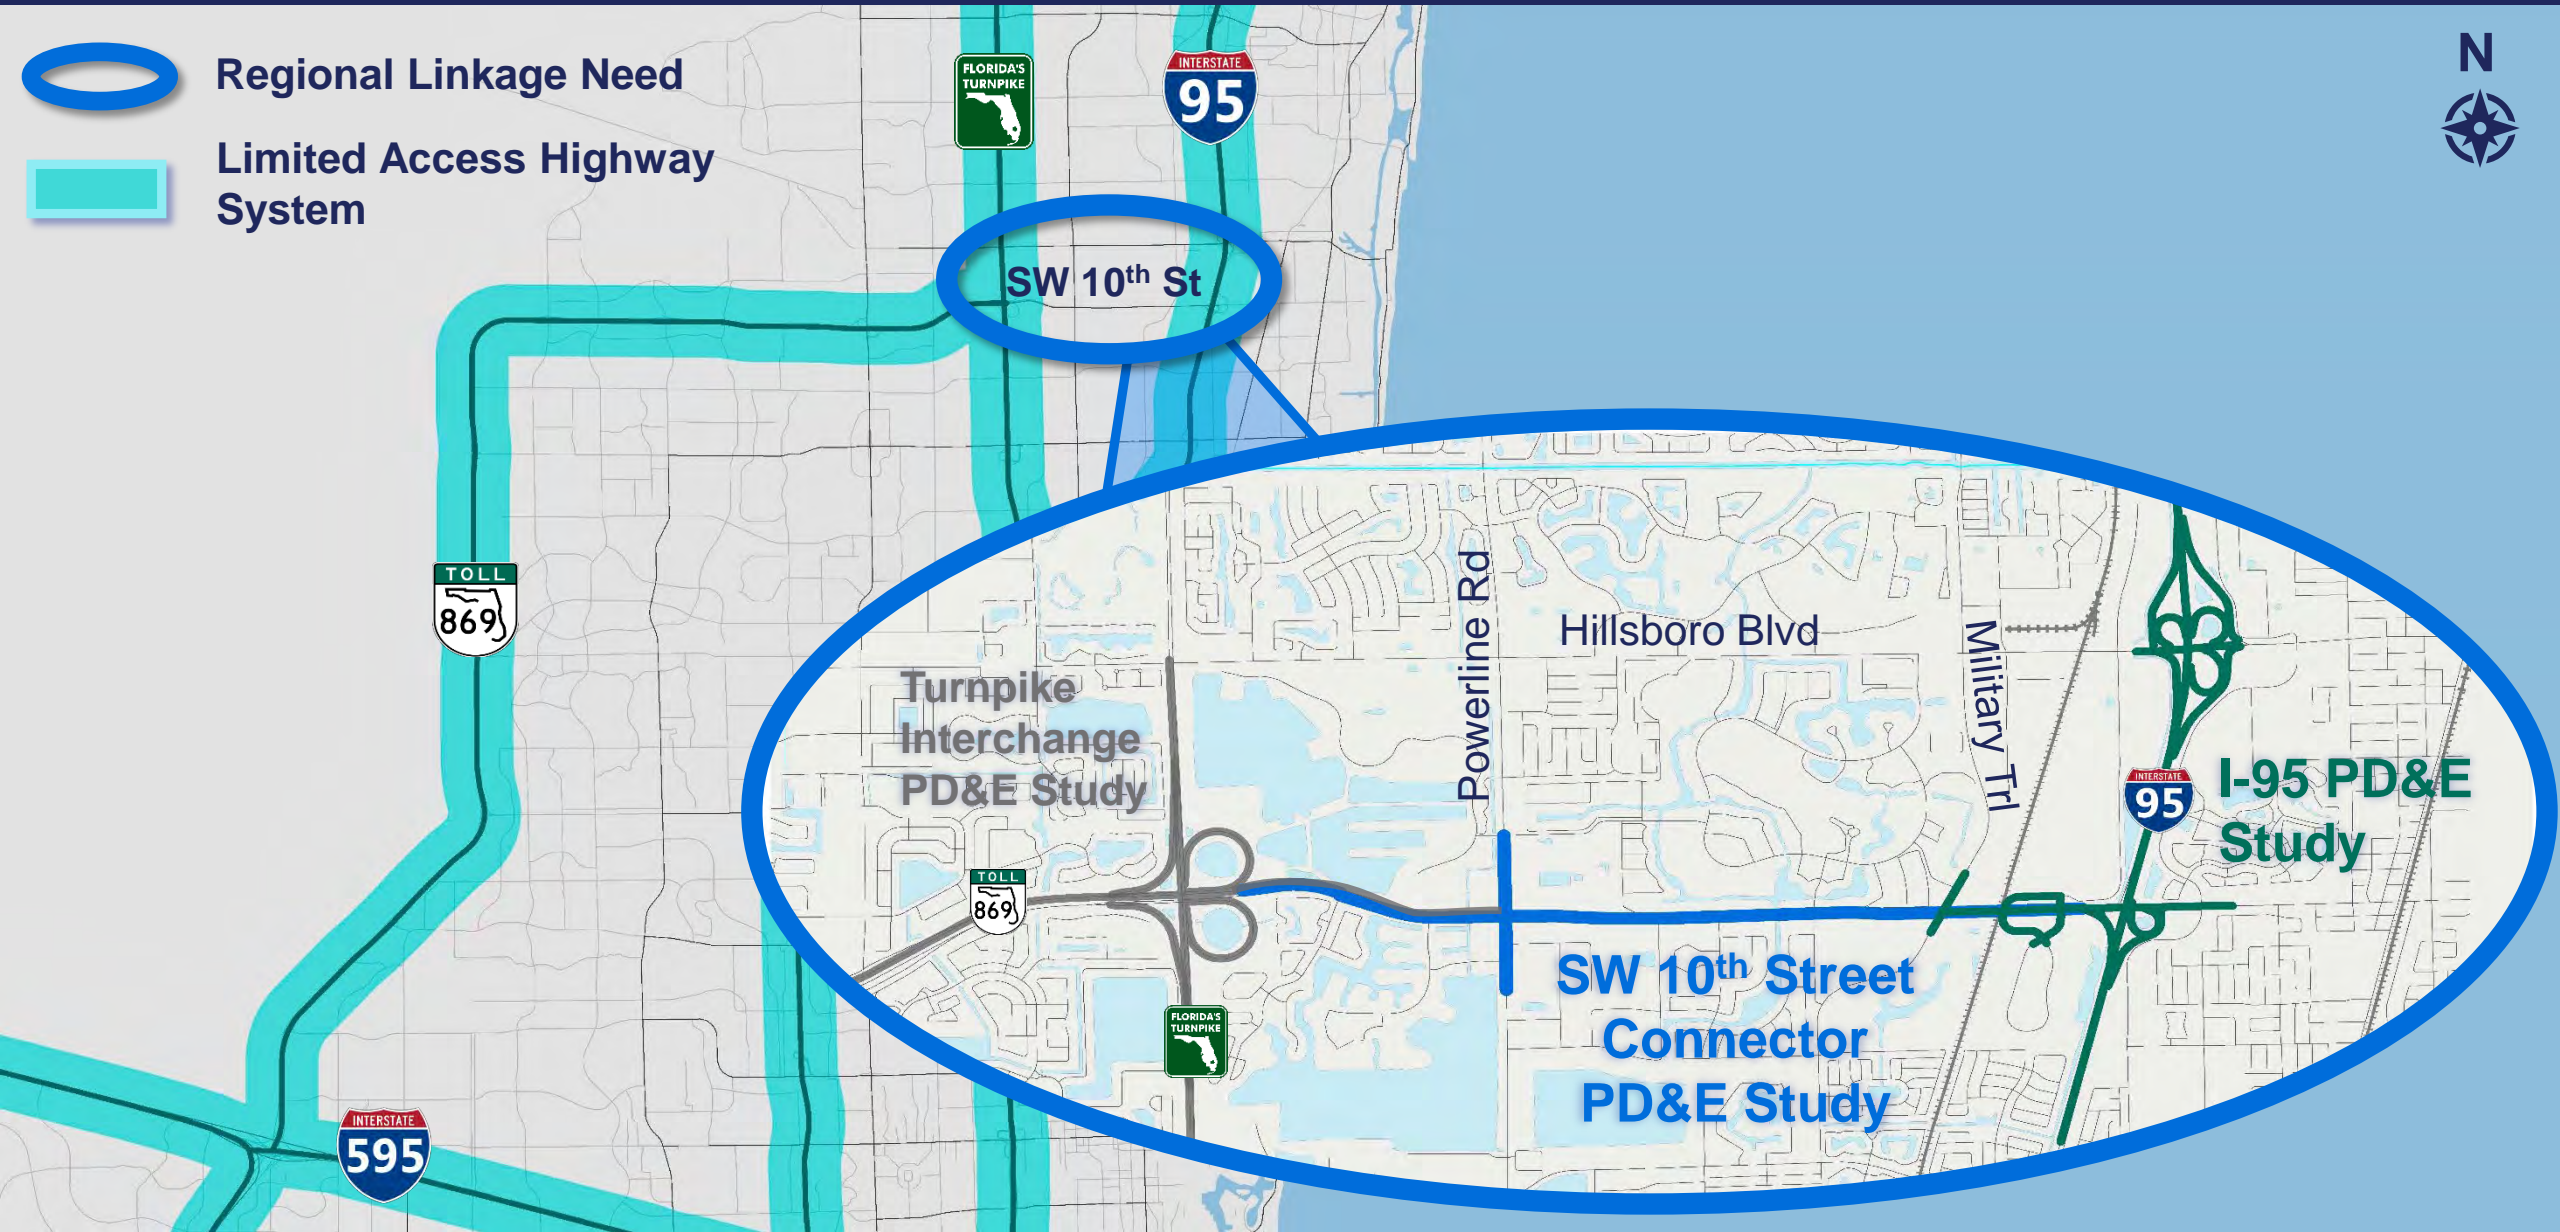 Regional Linkage Need
Limited Access Highway
System
FLORIDA'S
TURNPIKE
INTERSTATE
95
N
SW 10th St
TOLL
869
INTERSTATE
595
Powerline Rd
Hillsboro Blvd
Military Trl
Turnpike
Interchange
PD&E Study
INTERSTATE
95
I-95 PD&E
Study
TOLL
869
SW 10th Street
Connector
PD&E Study
FLORIDA'S
TURNPIKE